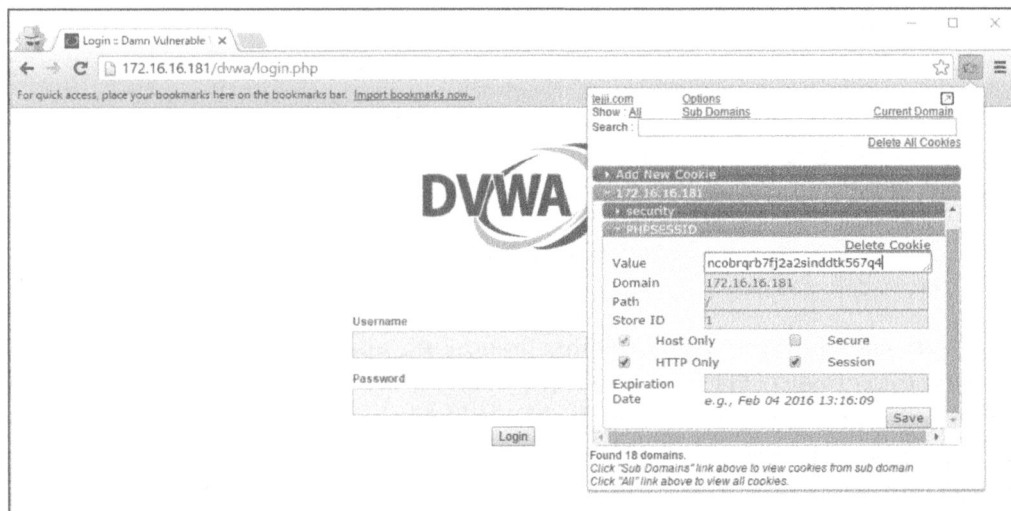 Login :: Damn Vulnerable
172.16.16.181/dvwa/login.php
For quick access, place your bookmarks here on the bookmarks bar. Import bookmarks now...
DVWA
Username
Password
Login
Options
Show : All Sub Domains Current Domain
Search :
Delete All Cookies
Add New Cookie
172.16.16.181
security
PHPSESSID
Delete Cookie
Value ncobrqrb7fj2a2sinddtk567q4
Domain 172.16.16.181
Path /
Store ID 1
Host Only Secure
HTTP Only Session
Expiration
Date e.g., Feb 04 2016 13:16:09
Save
Found 18 domains.
Click "Sub Domains" link above to view cookies from sub domain
Click "All" link above to view all cookies.